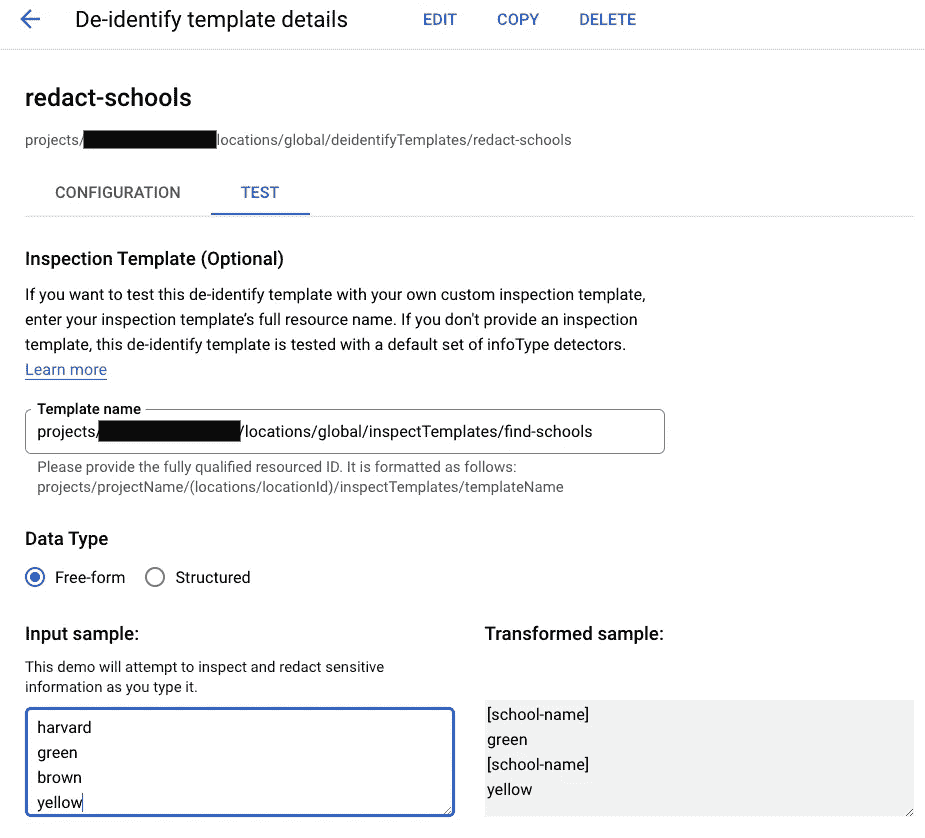 De-identify template details EDIT COPY DELETE
redact-schools
projects/ locations/global/deidentifyTemplates/redact-schools
CONFIGURATION TEST
Inspection Template (Optional)
If you want to test this de-identify template with your own custom inspection template,
enter your inspection template's full resource name. If you don't provide an inspection
template, this de-identify template is tested with a default set of infoType detectors.
Learn more
Template name
projects/ /locations/global/inspectTemplates/find-schools
Please provide the fully qualified resourced ID. It is formatted as follows:
projects/projectName/(locations/locationId)/inspectTemplates/templateName
Data Type
Free-form Structured
Input sample:
This demo will attempt to inspect and redact sensitive
information as you type it.
harvard
green
brown
yellow
Transformed sample:
[school-name]
green
[school-name]
yellow